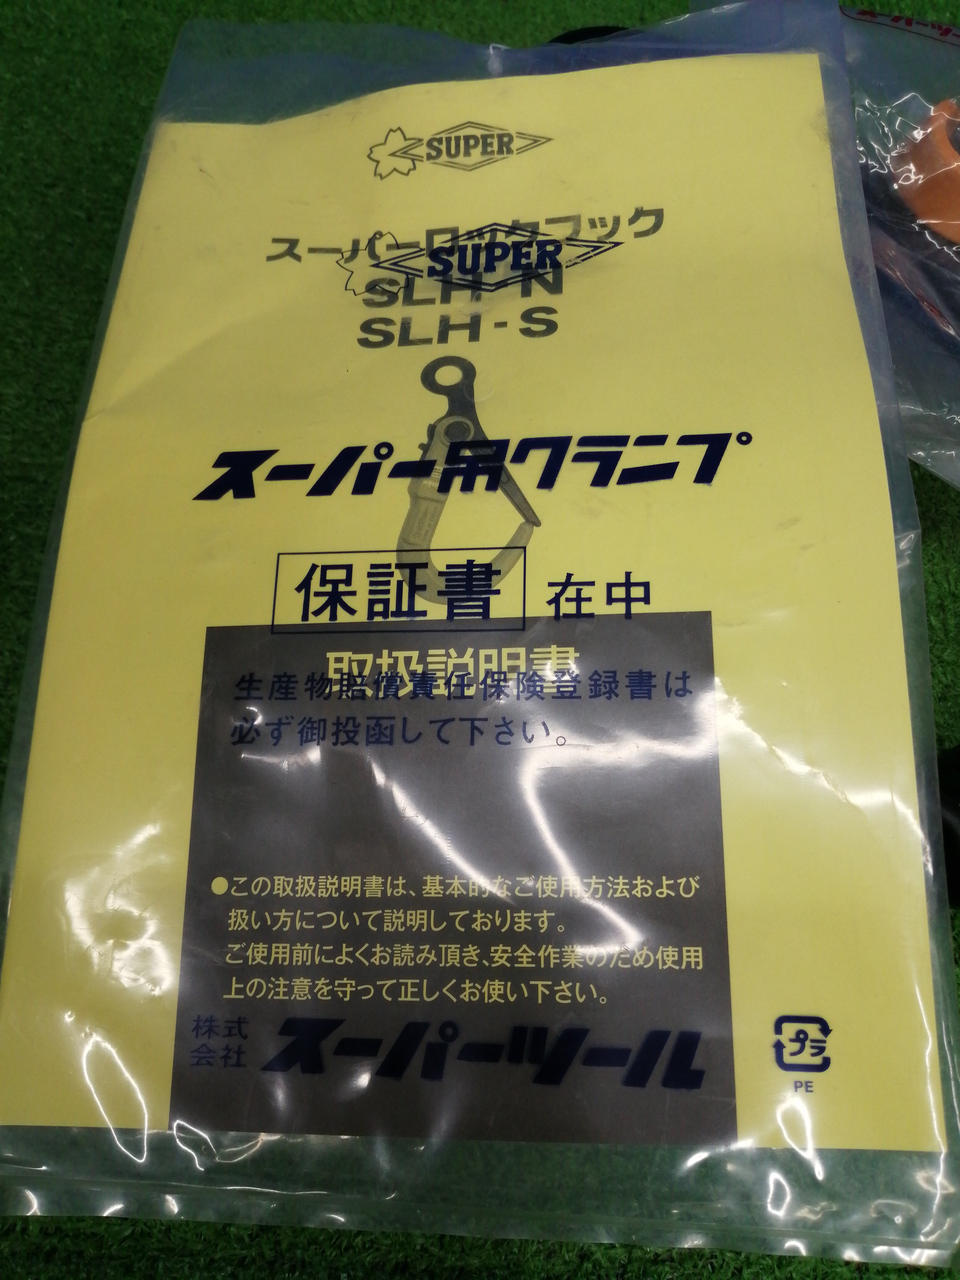 SUPER
スーパーロックフック
SUPER
SLH-N
SLH-S
スーパー吊クランプ
保証書 在中
取扱説明書
生産物賠償責任保険登録書は
必ず御投函して下さい。
●この取扱説明書は、基本的なご使用方法および
扱い方について説明しております。
ご使用前によくお読み頂き、安全作業のため使用
上の注意を守って正しくお使い下さい。
株式
会社 スーパーツール
プラ
PE